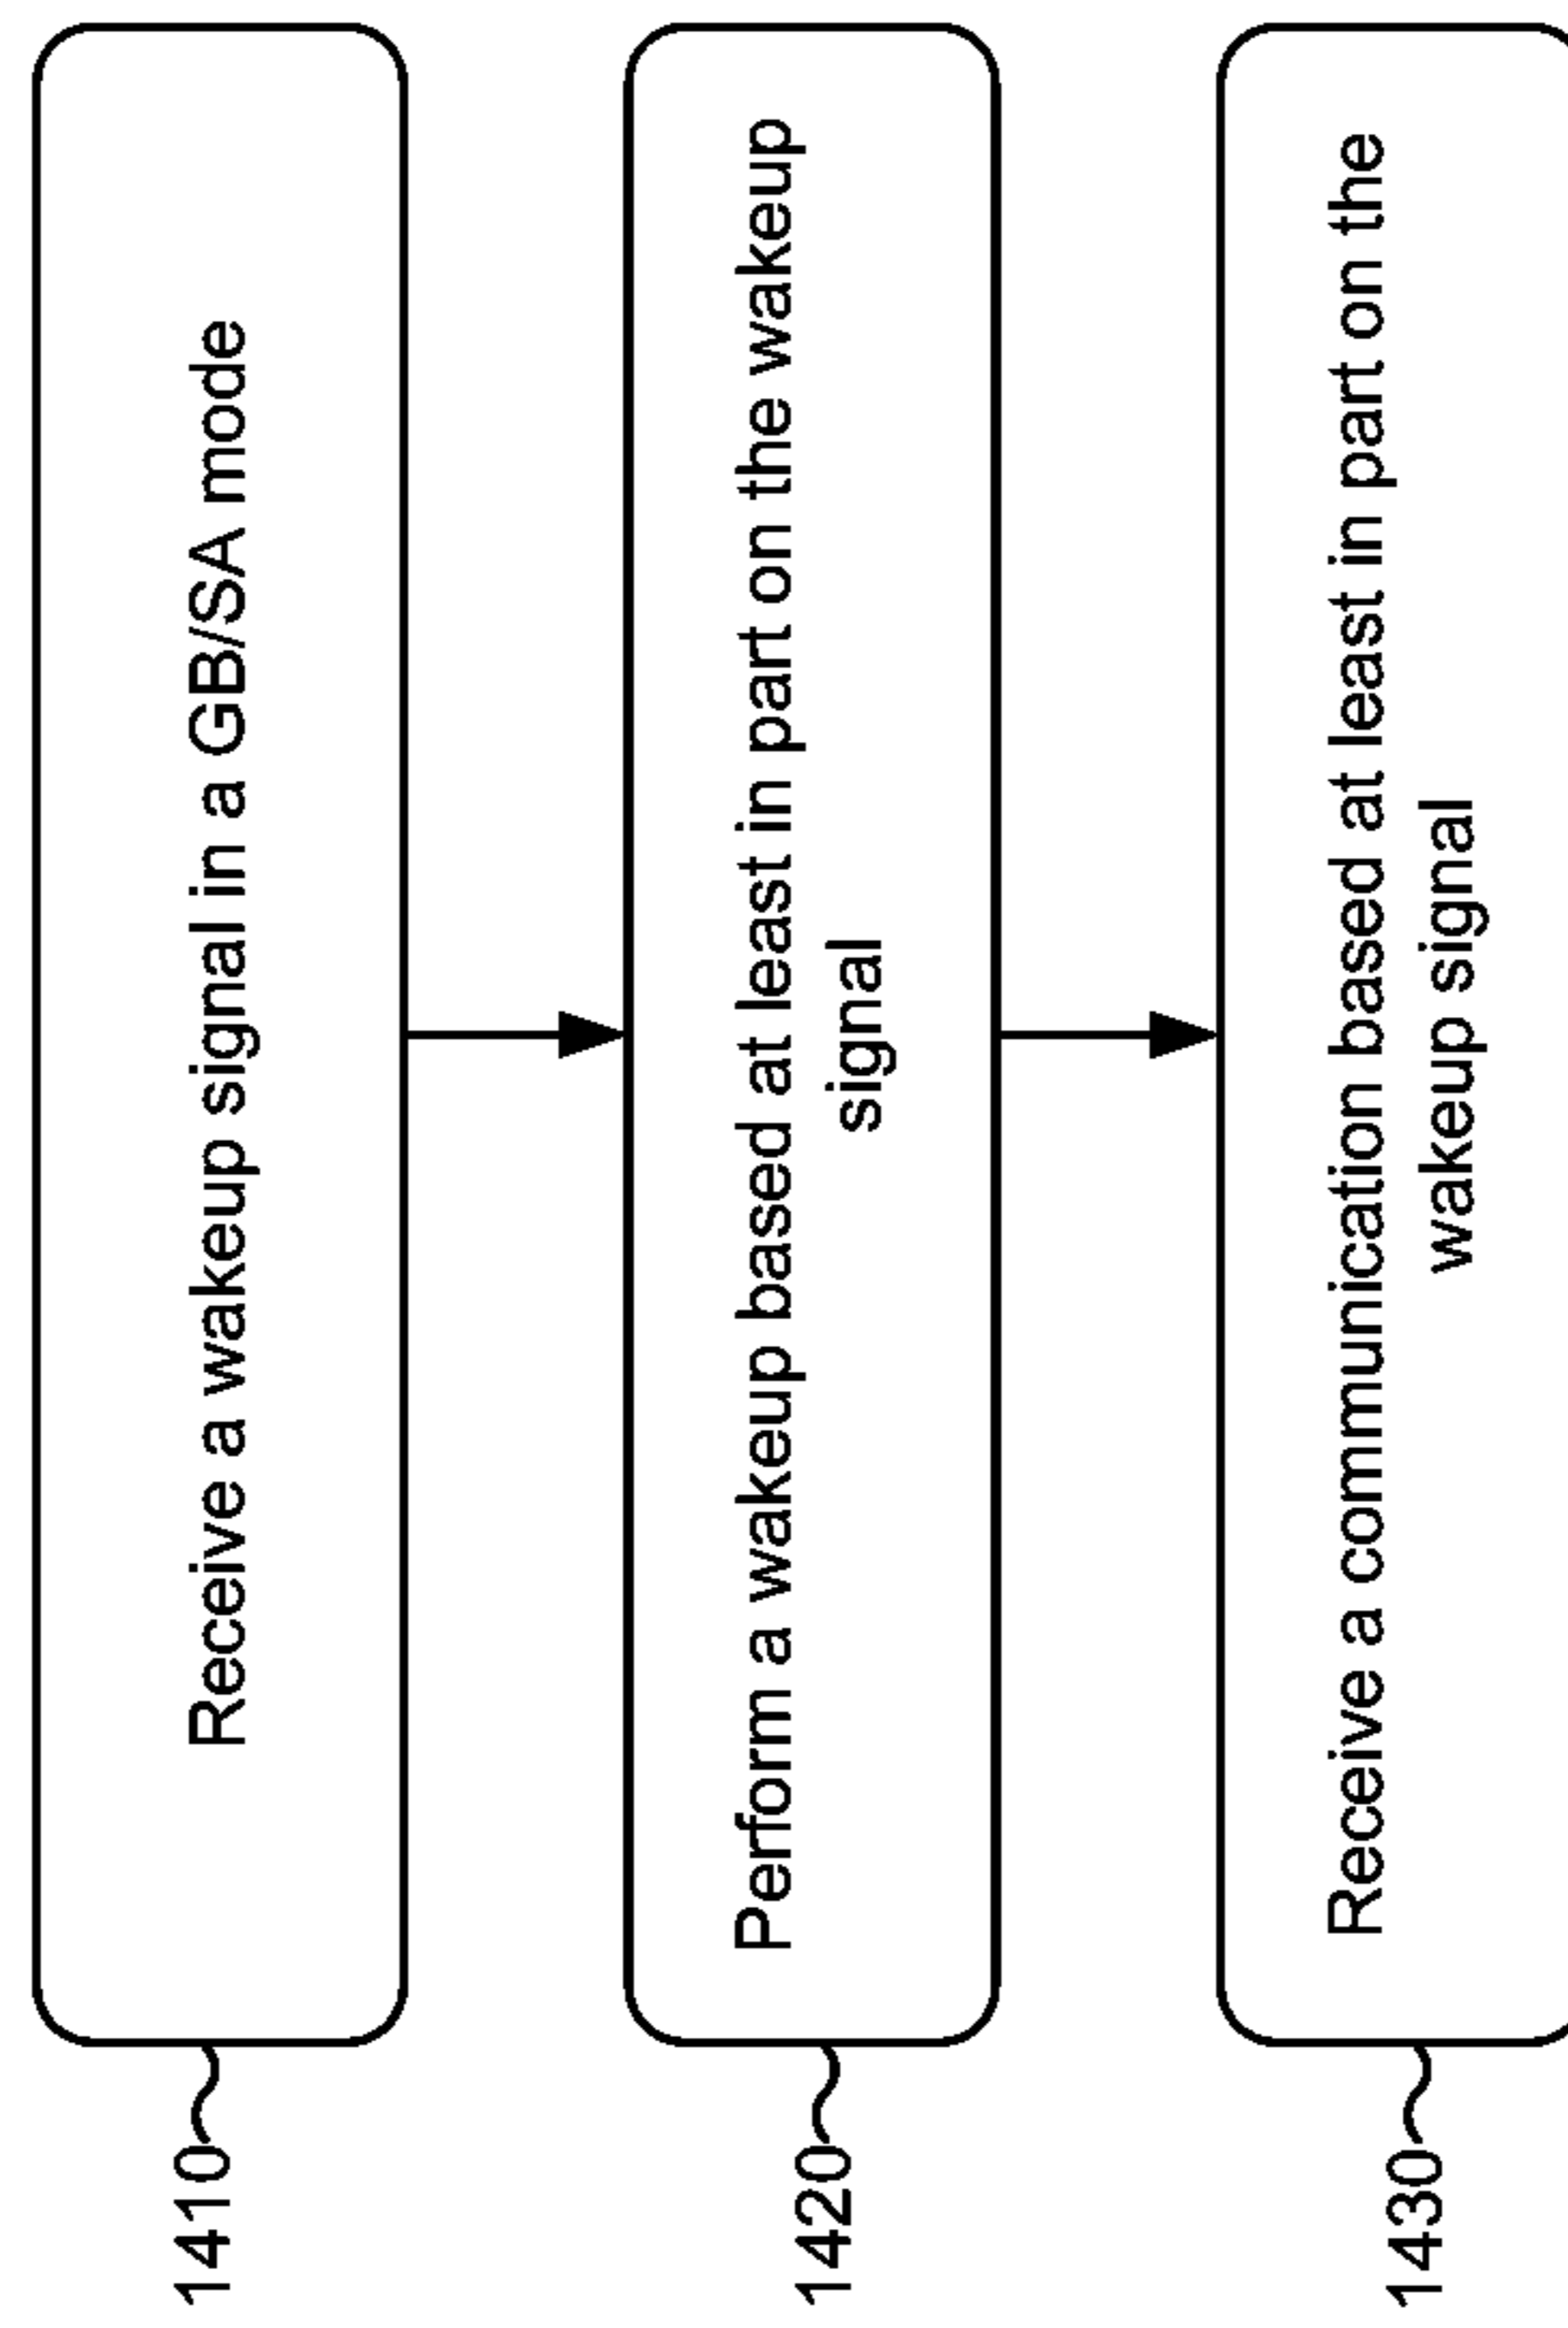 1410
Receive a wakeup signal in a GB/SA mode
1420
Perform a wakeup based at least in part on the wakeup
signal
1430
Receive a communication based at least in part on the
wakeup signal